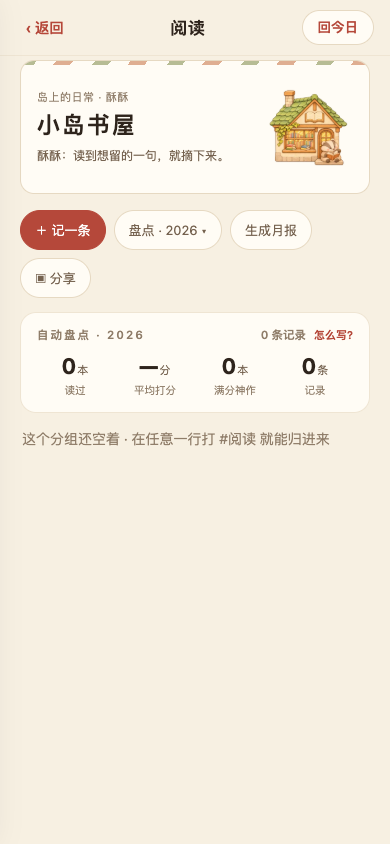 ‹ 返回
阅读
回今日
岛上的日常 · 酥酥
小岛书屋
酥酥：读到想留的一句，就摘下来。
＋ 记一条
盘点 · 2026 ▾
生成月报
▣ 分享
自动盘点 · 2026
0 条记录 怎么写?
0本
—分
0本
0条
读过
平均打分
满分神作
记录
这个分组还空着 · 在任意一行打 #阅读 就能归进来